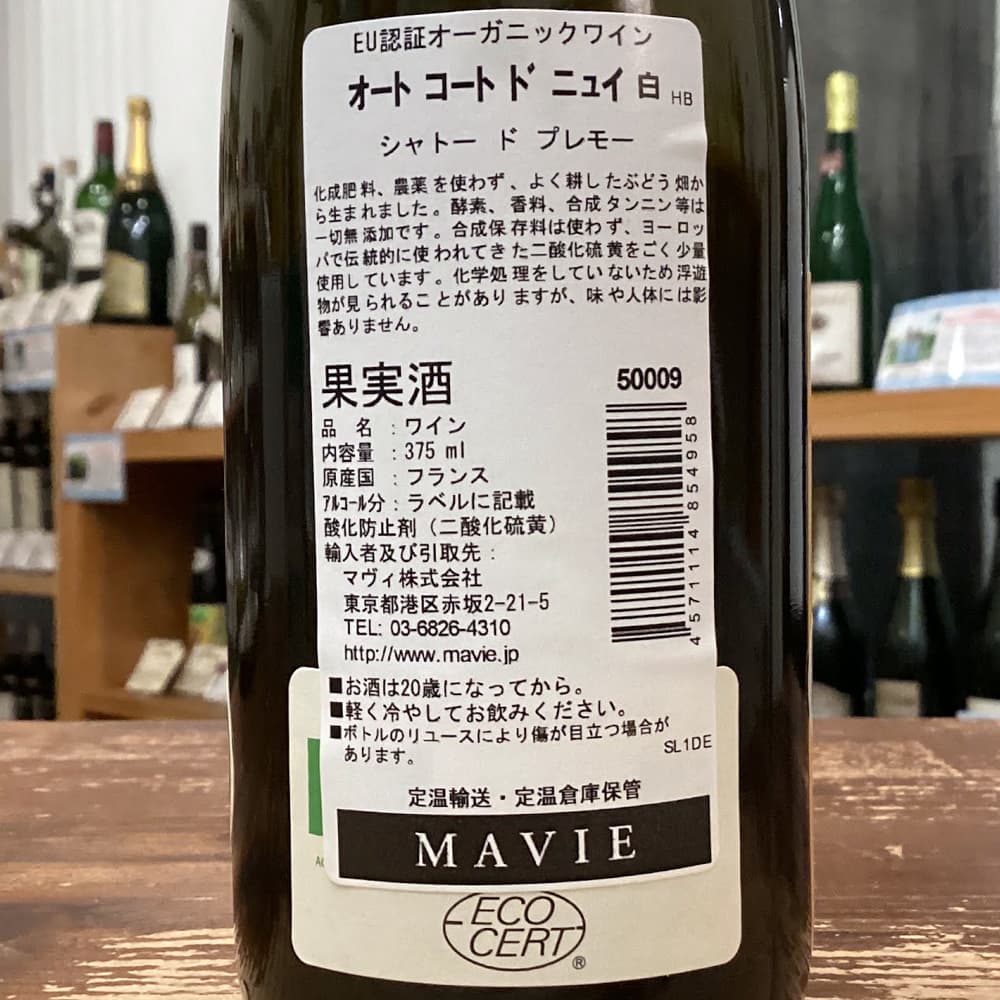 EU認証オーガニックワイン
オート コート ド ニュイ 白 HB
シャトー ド プレモー
化成肥料、農薬を使わず、よく耕したぶどう畑か
ら生まれました。酵素、香料、合成タンニン等は
一切無添加です。合成保存料は使わず、ヨーロッ
パで伝統的に使われてきた二酸化硫黄をごく少量
使用しています。化学処理をしていないため浮遊
物が見られることがありますが、味や人体には影
響ありません。
果実酒
50009
品 名 : ワイン
内容量 : 375 ml
原産国 : フランス
アルコール分 : ラベルに記載
酸化防止剤（二酸化硫黄）
輸入者及び引取先 :
マヴィ株式会社
東京都港区赤坂2-21-5
TEL: 03-6826-4310
http://www.mavie.jp
4571114854958
■お酒は20歳になってから。
■軽く冷やしてお飲みください。
■ボトルのリユースにより傷が目立つ場合が
あります。
SL1DE
定温輸送・定温倉庫保管
MAVIE
ECO
CERT
®